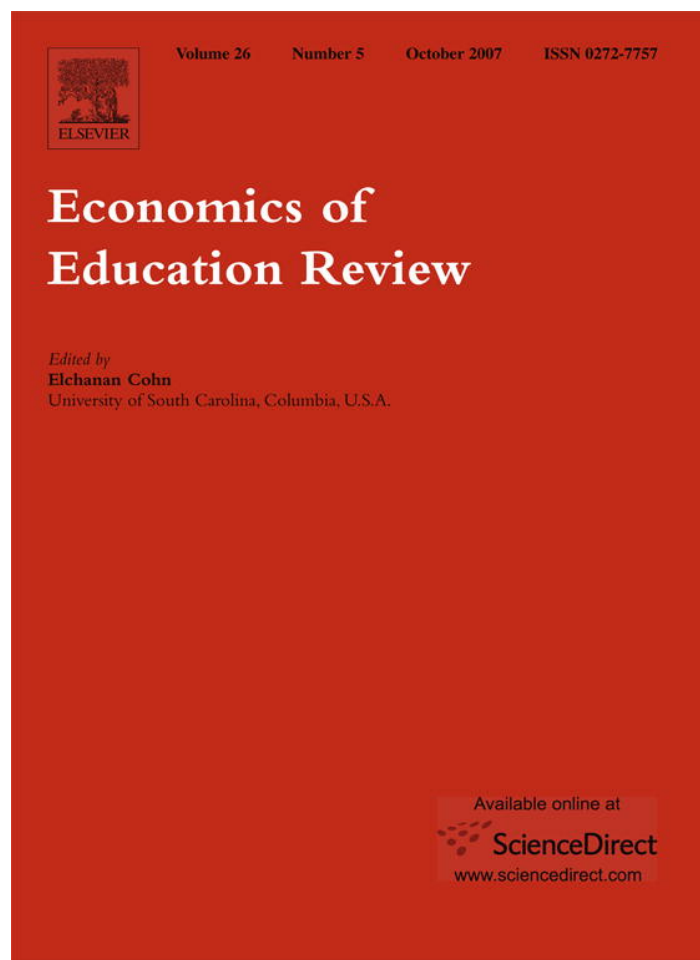 Volume 26 Number 5 October 2007 ISSN 0272-7757
ELSEVIER
Economics of
Education Review
Edited by
Elchanan Cohn
University of South Carolina, Columbia, U.S.A.
Available online at
ScienceDirect
www.sciencedirect.com